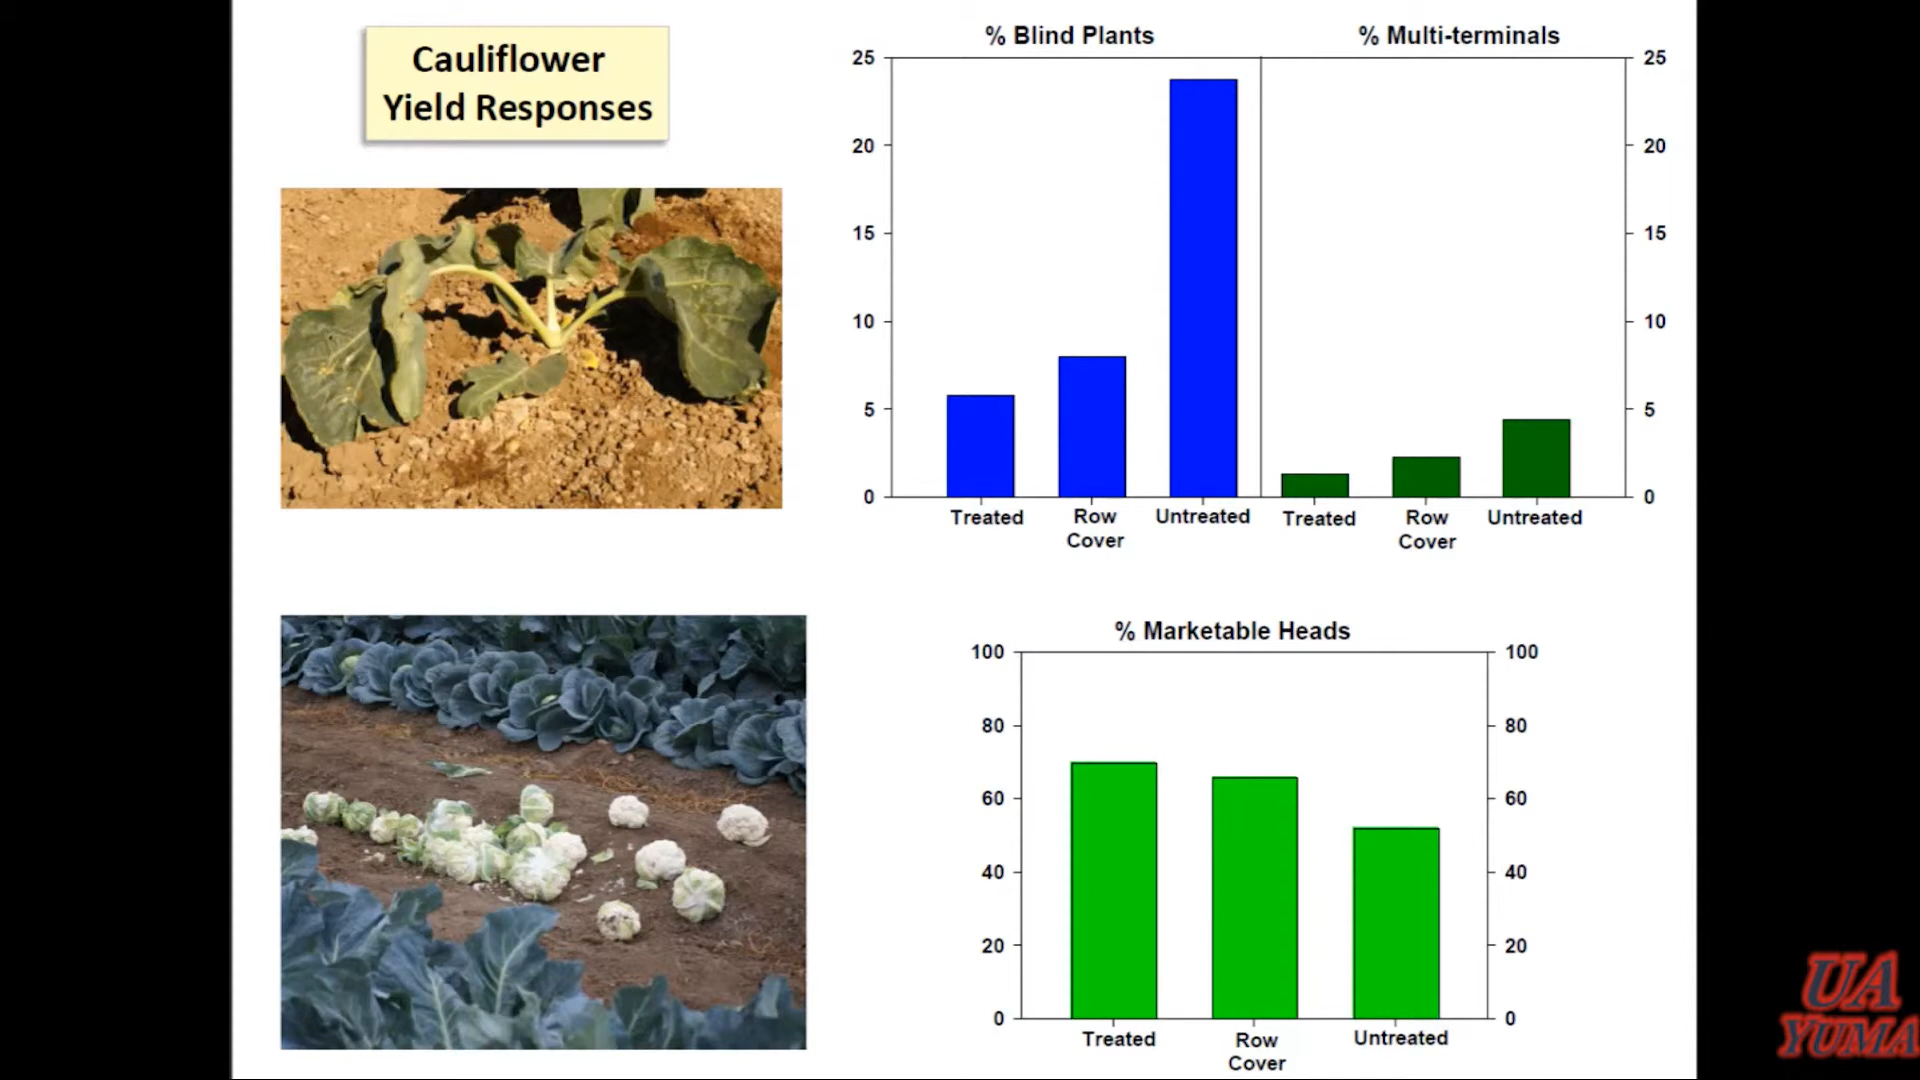 Cauliflower
Yield Responses
% Blind Plants
% Multi-terminals
25
20
15
10
5
0
25
20
15
10
5
0
Treated
Row
Cover
Untreated
Treated
Row
Cover
Untreated
% Marketable Heads
100
80
60
40
20
0
100
80
60
40
20
0
Treated
Row
Cover
Untreated
UA
YUMA